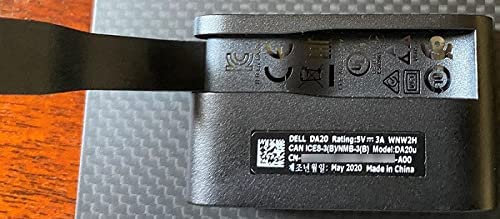 DELL DA20 Rating:5V⎓3A WNW2H
CAN ICES-3(B)/NMB-3(B) Model:DA20u
CN- -A00
제조년월일: May 2020 Made in China